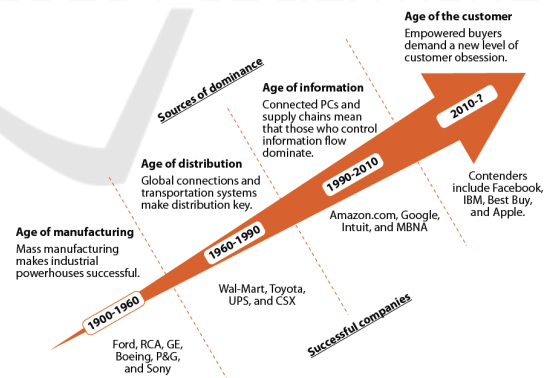 Age of the customer
Empowered buyers
demand a new level of
customer obsession.
Sources of dominance
Age of information
Connected PCs and
supply chains mean
that those who control
information flow
dominate.
2010-?
Age of distribution
Global connections and
transportation systems
make distribution key.
1990-2010
Contenders
include Facebook,
IBM, Best Buy,
and Apple.
Age of manufacturing
Mass manufacturing
makes industrial
powerhouses successful.
1960-1990
Amazon.com, Google,
Intuit, and MBNA
Wal-Mart, Toyota,
UPS, and CSX
1900-1960
Successful companies
Ford, RCA, GE,
Boeing, P&G,
and Sony